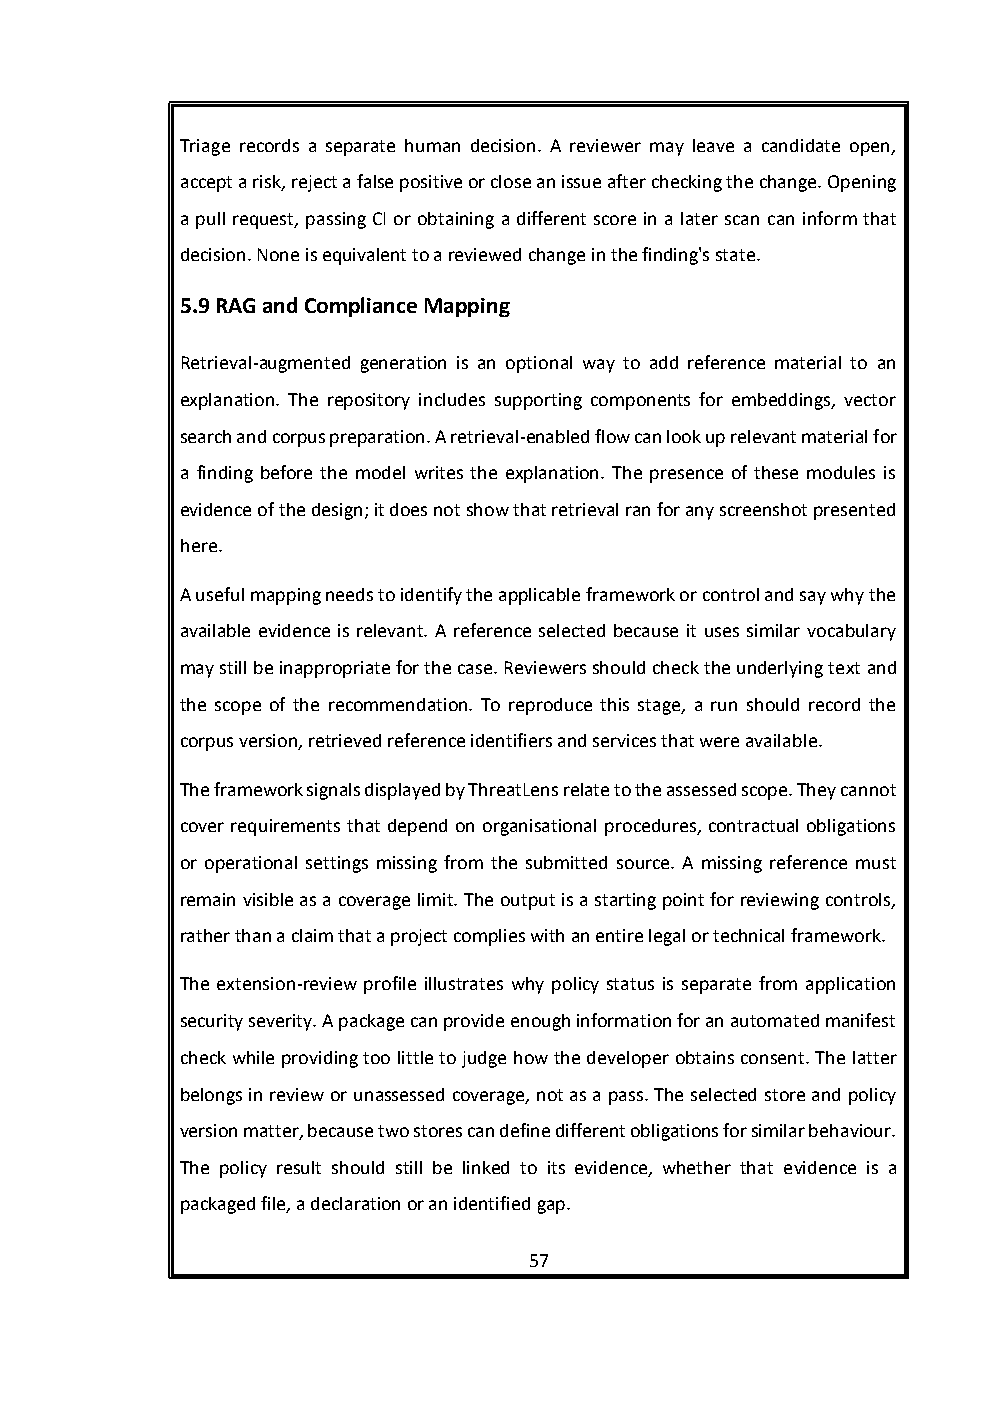 Triage records a separate human decision. A reviewer may leave a candidate open,
accept a risk, reject a false positive or close an issue after checking the change. Opening
a pull request, passing CI or obtaining a different score in a later scan can inform that
decision. None is equivalent to a reviewed change in the finding's state.
5.9 RAG and Compliance Mapping
Retrieval-augmented generation is an optional way to add reference material to an
explanation. The repository includes supporting components for embeddings, vector
search and corpus preparation. A retrieval-enabled flow can look up relevant material for
a finding before the model writes the explanation. The presence of these modules is
evidence of the design; it does not show that retrieval ran for any screenshot presented
here.
A useful mapping needs to identify the applicable framework or control and say why the
available evidence is relevant. A reference selected because it uses similar vocabulary
may still be inappropriate for the case. Reviewers should check the underlying text and
the scope of the recommendation. To reproduce this stage, a run should record the
corpus version, retrieved reference identifiers and services that were available.
The framework signals displayed by ThreatLens relate to the assessed scope. They cannot
cover requirements that depend on organisational procedures, contractual obligations
or operational settings missing from the submitted source. A missing reference must
remain visible as a coverage limit. The output is a starting point for reviewing controls,
rather than a claim that a project complies with an entire legal or technical framework.
The extension-review profile illustrates why policy status is separate from application
security severity. A package can provide enough information for an automated manifest
check while providing too little to judge how the developer obtains consent. The latter
belongs in review or unassessed coverage, not as a pass. The selected store and policy
version matter, because two stores can define different obligations for similar behaviour.
The policy result should still be linked to its evidence, whether that evidence is a
packaged file, a declaration or an identified gap.
57